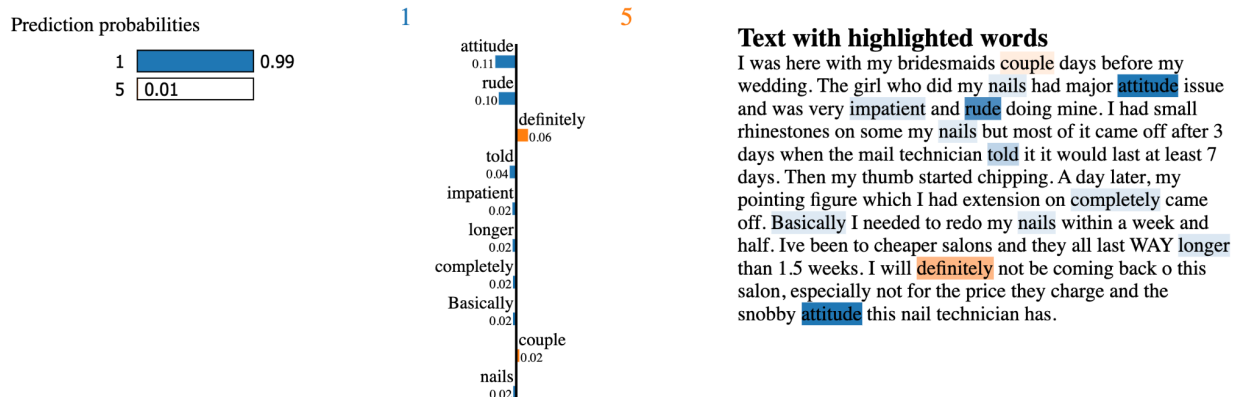 Prediction probabilities
1 0.99
5 0.01
1 5
attitude
0.11
rude
0.10
definitely
0.06
told
0.04
impatient
0.02
longer
0.02
completely
0.02
Basically
0.02
couple
0.02
nails
0.02
Text with highlighted words
I was here with my bridesmaids couple days before my
wedding. The girl who did my nails had major attitude issue
and was very impatient and rude doing mine. I had small
rhinestones on some my nails but most of it came off after 3
days when the mail technician told it it would last at least 7
days. Then my thumb started chipping. A day later, my
pointing figure which I had extension on completely came
off. Basically I needed to redo my nails within a week and
half. Ive been to cheaper salons and they all last WAY longer
than 1.5 weeks. I will definitely not be coming back o this
salon, especially not for the price they charge and the
snobby attitude this nail technician has.